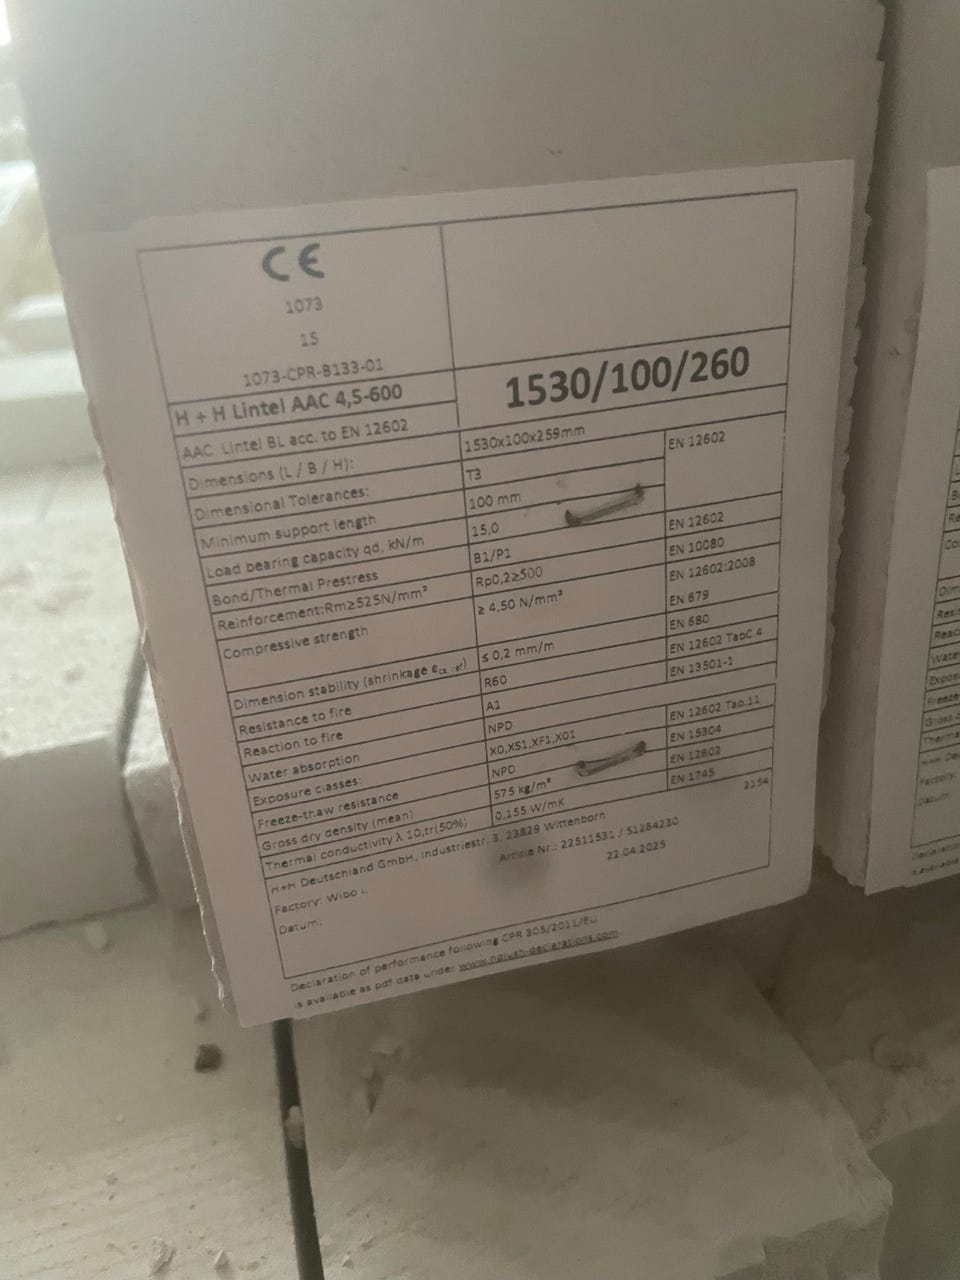 CE
1073
15
1073-CPR-B133-01
H + H Lintel AAC 4,5-600
1530/100/260
AAC Lintel BL acc. to EN 12602
Dimensions (L / B / H): 1530x100x259mm EN 12602
Dimensional Tolerances: T3
Minimum support length 100 mm
Load bearing capacity qd, kN/m 15,0
Bond/Thermal Prestress B1/P1 EN 12602
Reinforcement:Rm≥525N/mm² Rp0,2≥500 EN 10080
Compressive strength ≥ 4,50 N/mm² EN 12602:2008
EN 679
Dimension stability (shrinkage ≤ 0,2 mm/m EN 680
Resistance to fire R60 EN 12602 TabC.4
Reaction to fire A1 EN 13501-1
Water absorption NPD
Exposure classes: X0,XS1,XF1,X01 EN 12602 Tab.11
Freeze-thaw resistance NPD EN 15304
Gross dry density (mean) 575 kg/m³ EN 12602
Thermal conductivity λ 10,tr(50%) 0,155 W/mK EN 1745
H+H Deutschland GmbH, Industriestr. 3, 23829 Wittenborn 2154
Factory: Article Nr.: 22511531 / 51284230
Datum: 22.04.2025
Declaration of performance following CPR 305/2011/EU
is available as pdf data under